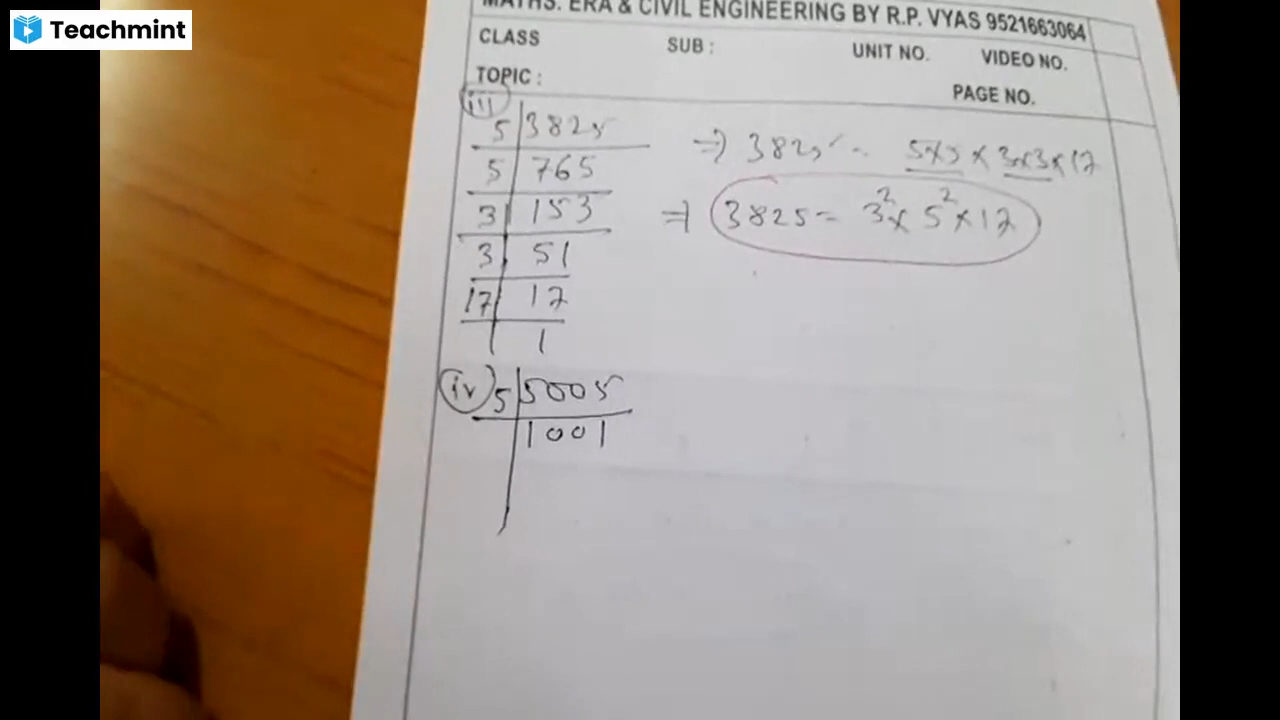 Teachmint
MATHS. ERA & CIVIL ENGINEERING BY R.P. VYAS 9521663064
CLASS SUB : UNIT NO. VIDEO NO.
TOPIC : PAGE NO.
iii
5 | 3825 ⇒ 3825 = 5×5 × 3×3×17
5 | 765
3 | 153 ⇒ 3825 = 3² × 5² × 17
3 | 51
17 | 17
| 1
iv 5 | 5005
| 1001